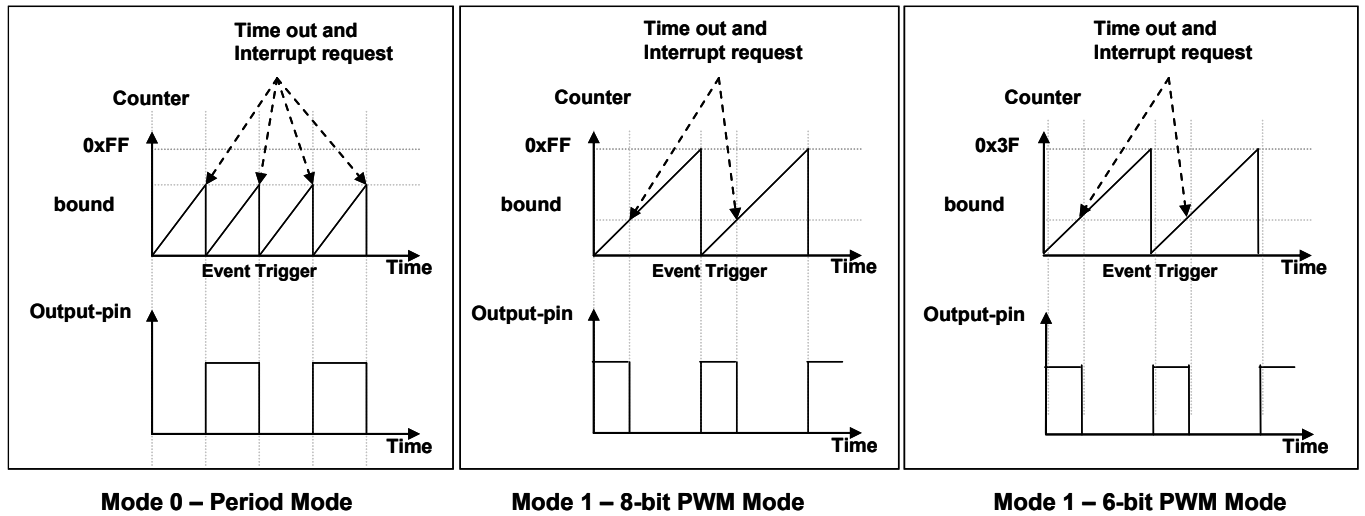 Time out and
Interrupt request
Counter
0xFF
bound
Event Trigger
Time
Output-pin
Time
Mode 0 – Period Mode
Time out and
Interrupt request
Counter
0xFF
bound
Event Trigger
Time
Output-pin
Time
Mode 1 – 8-bit PWM Mode
Time out and
Interrupt request
Counter
0x3F
bound
Event Trigger
Time
Output-pin
Time
Mode 1 – 6-bit PWM Mode